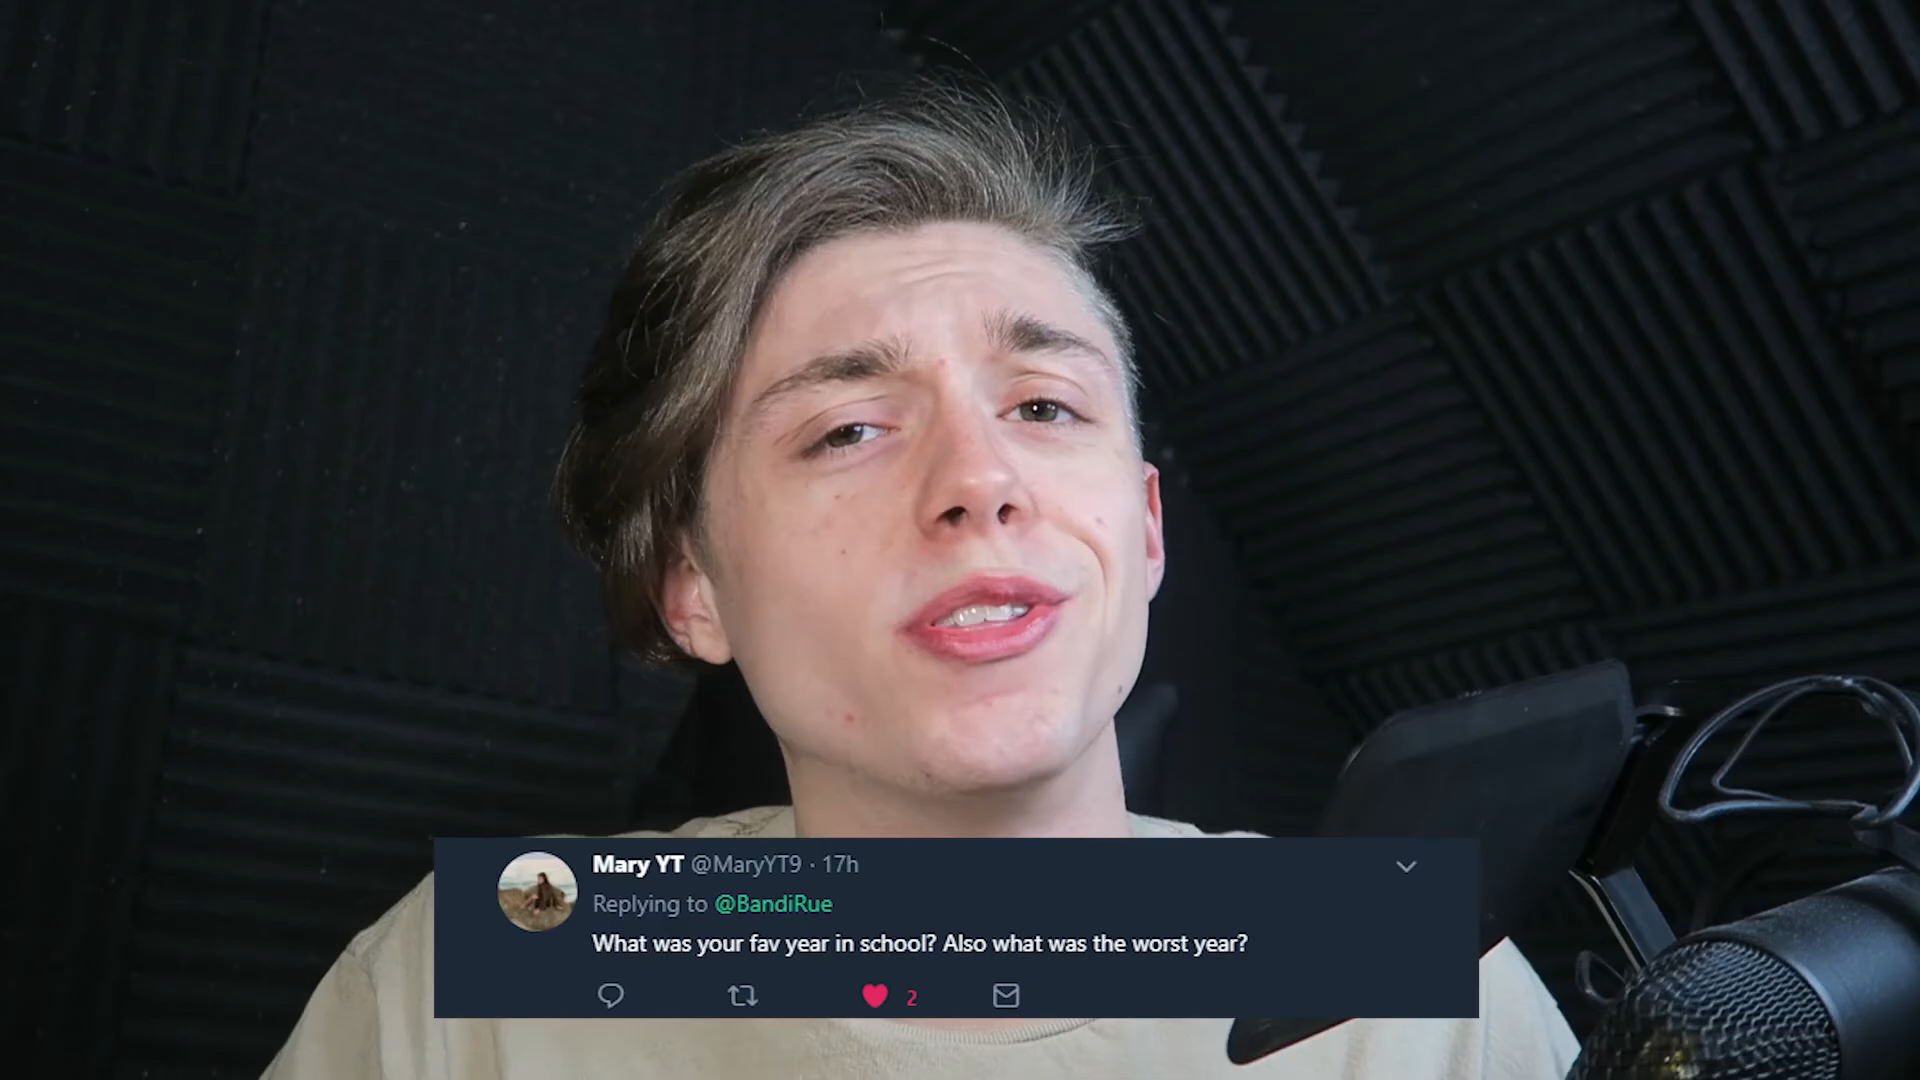 Mary YT @MaryYT9 · 17h
Replying to @BandiRue
What was your fav year in school? Also what was the worst year?
2